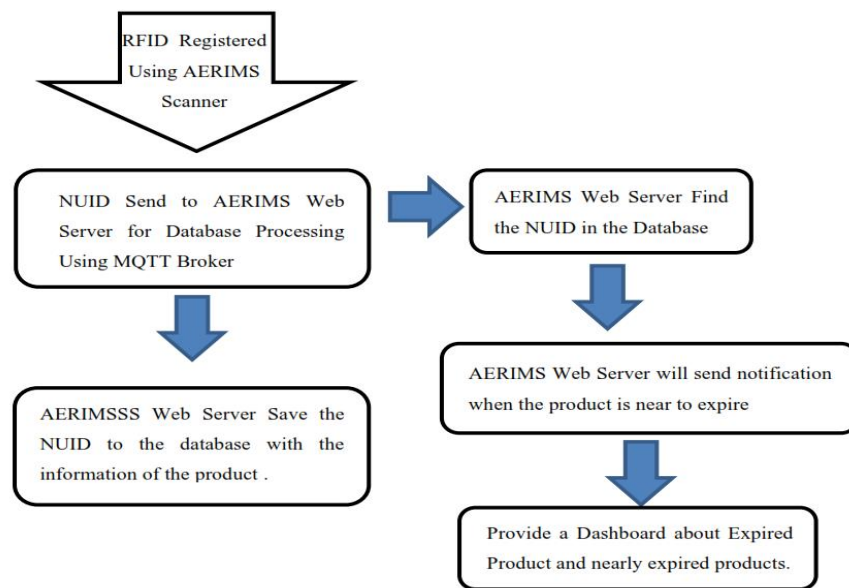 RFID Registered
Using AERIMS
Scanner
NUID Send to AERIMS Web
Server for Database Processing
Using MQTT Broker
AERIMS Web Server Find
the NUID in the Database
AERIMSSS Web Server Save the
NUID to the database with the
information of the product .
AERIMS Web Server will send notification
when the product is near to expire
Provide a Dashboard about Expired
Product and nearly expired products.